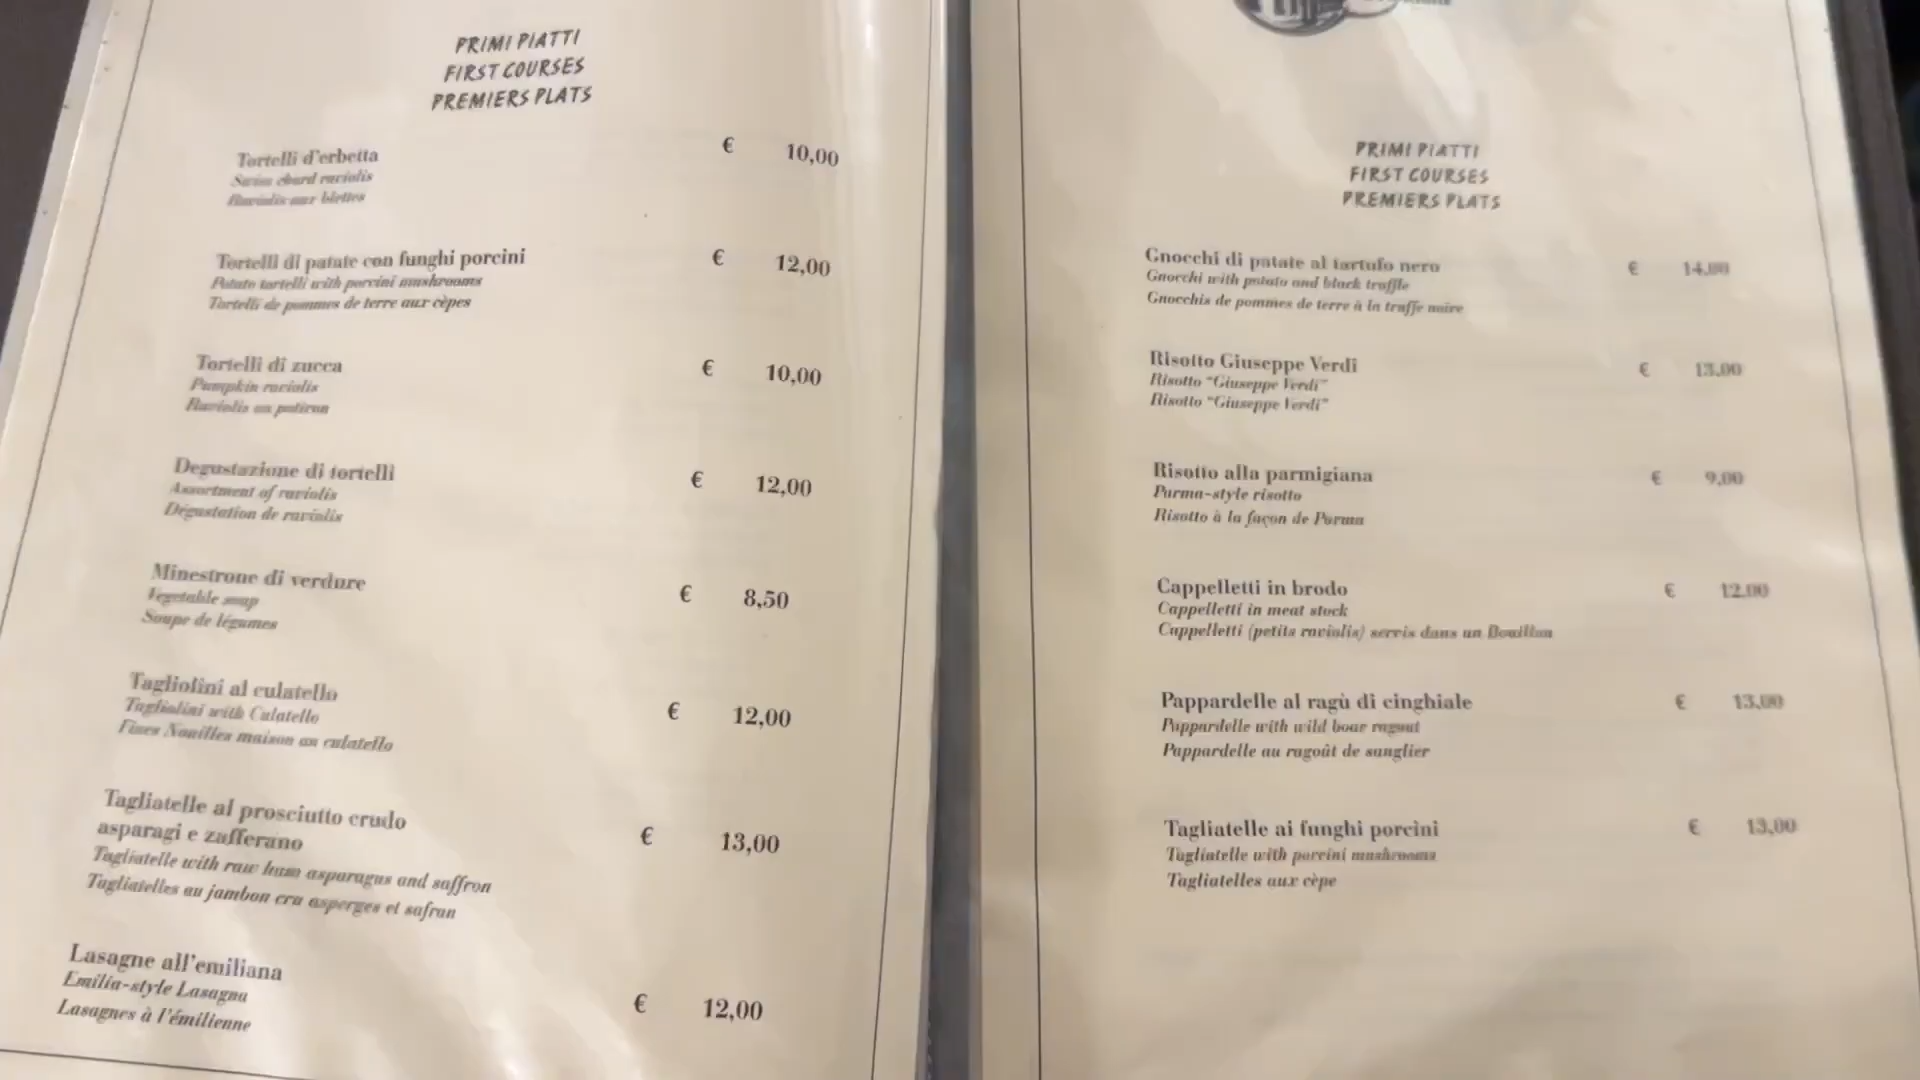 PRIMI PIATTI
FIRST COURSES
PREMIERS PLATS
Tortelli d'erbetta € 10,00
Swiss chard raviolis
Raviolis aux blettes
Tortelli di patate con funghi porcini € 12,00
Potato tortelli with porcini mushrooms
Tortelli de pommes de terre aux cèpes
Tortelli di zucca € 10,00
Pumpkin raviolis
Raviolis au potiron
Degustazione di tortelli € 12,00
Assortment of raviolis
Dégustation de raviolis
Minestrone di verdure € 8,50
Vegetable soup
Soupe de légumes
Tagliolini al culatello € 12,00
Tagliolini with Culatello
Fines Nouilles maison au culatello
Tagliatelle al prosciutto crudo
asparagi e zafferano € 13,00
Tagliatelle with raw ham asparagus and saffron
Tagliatelles au jambon cru asperges et safran
Lasagne all'emiliana
Emilia-style Lasagna € 12,00
Lasagnes à l'émilienne
PRIMI PIATTI
FIRST COURSES
PREMIERS PLATS
Gnocchi di patate al tartufo nero € 14,00
Gnocchi with potato and black truffle
Gnocchis de pommes de terre à la truffe noire
Risotto Giuseppe Verdi € 13,00
Risotto "Giuseppe Verdi"
Risotto "Giuseppe Verdi"
Risotto alla parmigiana € 9,00
Parma-style risotto
Risotto à la façon de Parma
Cappelletti in brodo € 12,00
Cappelletti in meat stock
Cappelletti (petits raviolis) servis dans un Bouillon
Pappardelle al ragù di cinghiale € 13,00
Pappardelle with wild boar ragout
Pappardelle au ragoût de sanglier
Tagliatelle ai funghi porcini € 13,00
Tagliatelle with porcini mushrooms
Tagliatelles aux cèpe